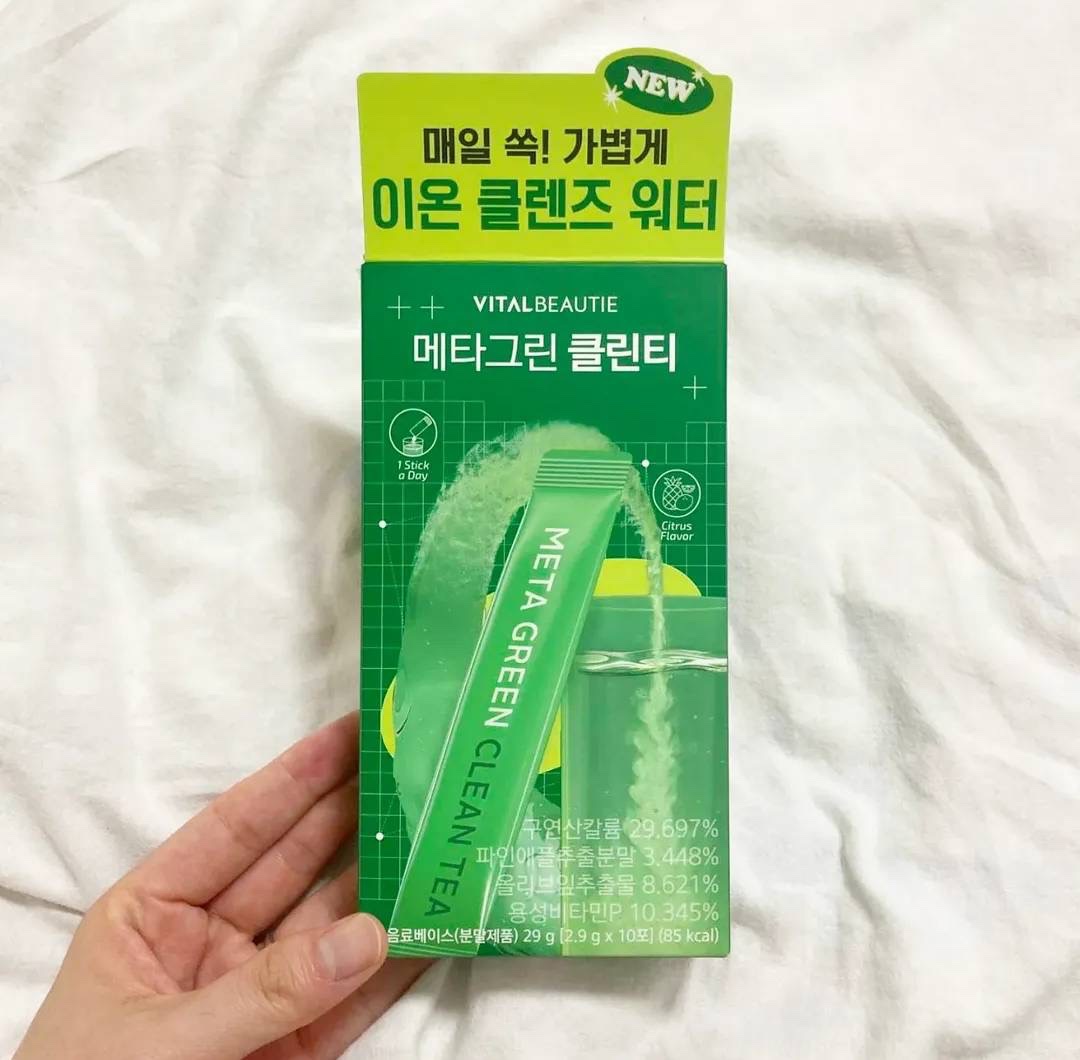 NEW
매일 쏙! 가볍게
이온 클렌즈 워터
VITALBEAUTIE
메타그린 클린티
1 Stick
a Day
Citrus
Flavor
META GREEN CLEAN TEA
구연산칼륨 29.697%
파인애플추출분말 3.448%
올리브잎추출물 8.621%
용성비타민P 10.345%
음료베이스(분말제품) 29 g [2.9 g x 10포] (85 kcal)